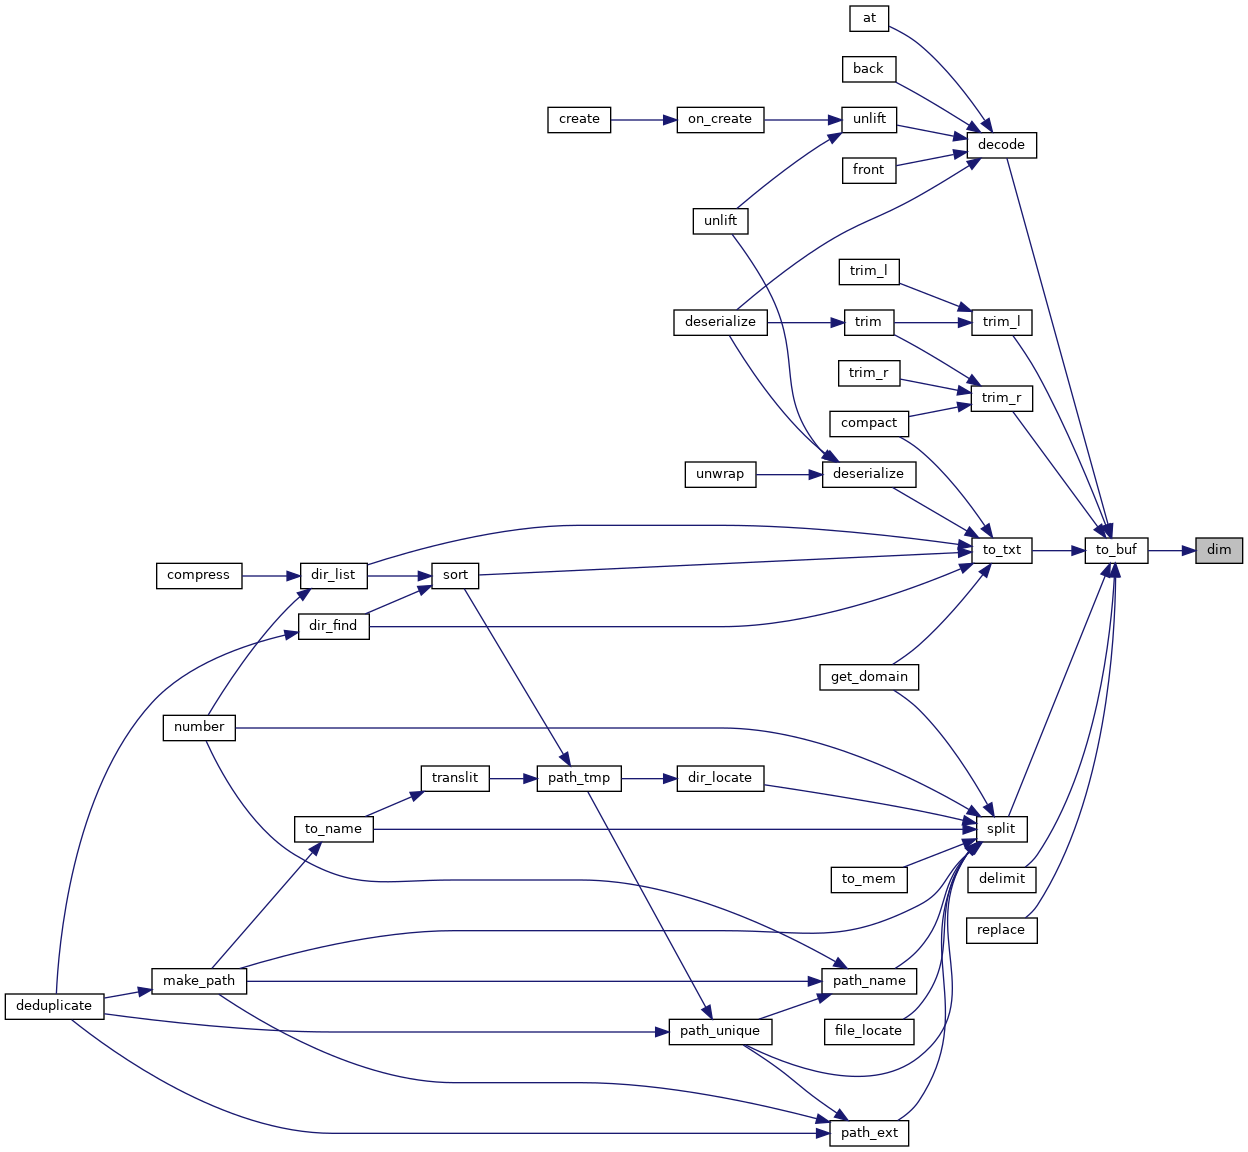 at
back
create
on_create
unlift
decode
front
unlift
trim_l
deserialize
trim
trim_l
trim_r
trim_r
compact
unwrap
deserialize
to_txt
to_buf
dim
compress
dir_list
sort
dir_find
get_domain
number
translit
path_tmp
dir_locate
to_name
split
to_mem
delimit
replace
make_path
path_name
deduplicate
path_unique
file_locate
path_ext